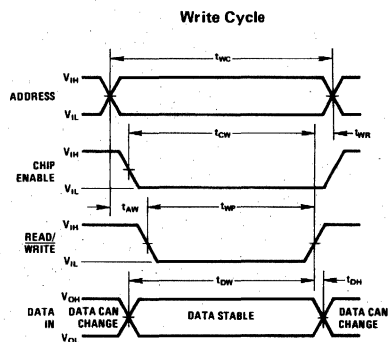 Write Cycle
tWC
VIH
ADDRESS
VIL
tWR
tCW
VIH
CHIP
ENABLE
VIL
tAW
tWP
VIH
READ/
WRITE
VIL
tDW
tDH
VOH
DATA
IN
DATA CAN
CHANGE
DATA STABLE
DATA CAN
CHANGE
VOL